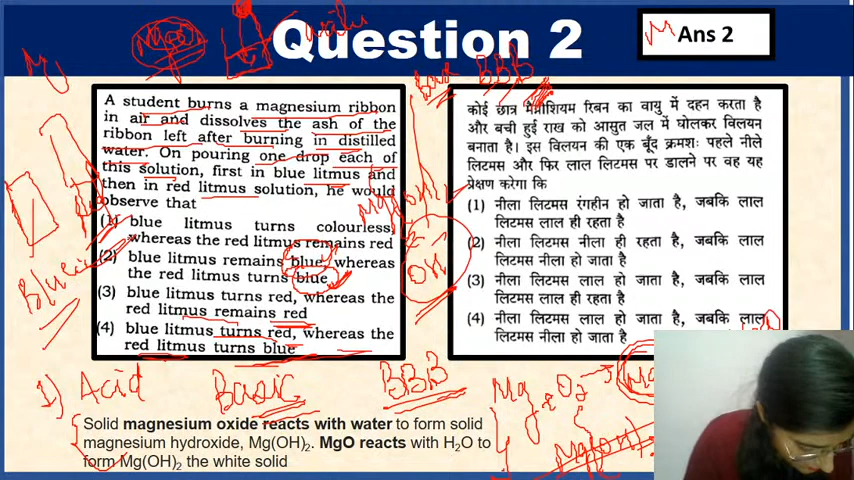 Question 2
Ans 2
A student burns a magnesium ribbon
in air and dissolves the ash of the
ribbon left after burning in distilled
water. On pouring one drop each of
this solution, first in blue litmus and
then in red litmus solution, he would
observe that
(1) blue litmus turns colourless,
whereas the red litmus remains red
(2) blue litmus remains blue whereas
the red litmus turns blue
(3) blue litmus turns red, whereas the
red litmus remains red
(4) blue litmus turns red, whereas the
red litmus turns blue
कोई छात्र मैग्नीशियम रिबन का वायु में दहन करता है
और बची हुई राख को आसुत जल में घोलकर विलयन
बनाता है। इस विलयन की एक बूँद क्रमशः पहले नीले
लिटमस और फिर लाल लिटमस पर डालने पर वह यह
प्रेक्षण करेगा कि
(1) नीला लिटमस रंगहीन हो जाता है, जबकि लाल
लिटमस लाल ही रहता है
(2) नीला लिटमस नीला ही रहता है, जबकि लाल
लिटमस नीला हो जाता है
(3) नीला लिटमस लाल हो जाता है, जबकि लाल
लिटमस लाल ही रहता है
(4) नीला लिटमस लाल हो जाता है, जबकि लाल
लिटमस नीला हो जाता है
BBB
OH
1) Acid Basic BBB
Solid magnesium oxide reacts with water to form solid
magnesium hydroxide, Mg(OH)₂. MgO reacts with H₂O to
form Mg(OH)₂ the white solid